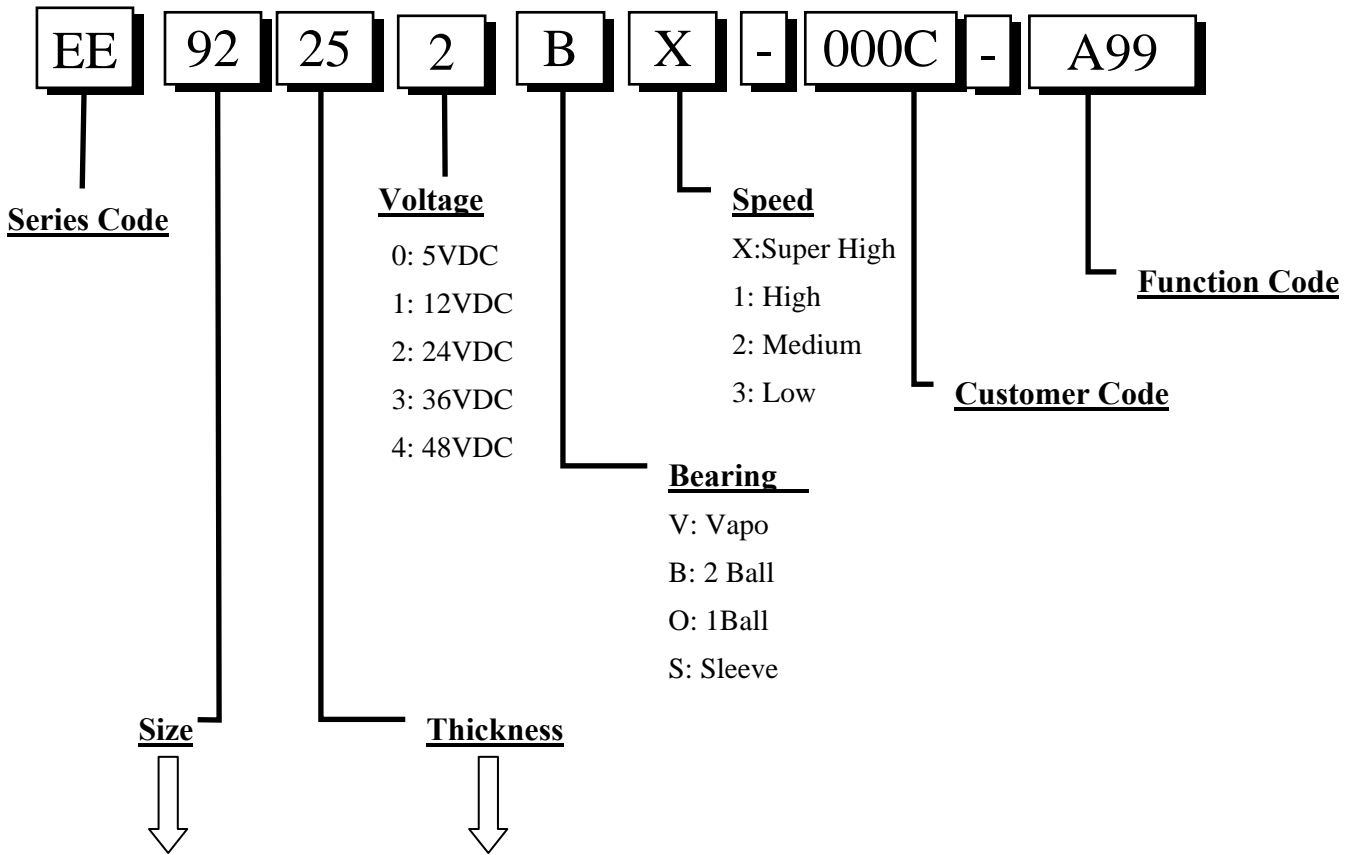 EE 92 25 2 B X - 000C - A99
Series Code
Voltage
0: 5VDC
1: 12VDC
2: 24VDC
3: 36VDC
4: 48VDC
Speed
X:Super High
1: High
2: Medium
3: Low
Function Code
Customer Code
Bearing
V: Vapo
B: 2 Ball
O: 1Ball
S: Sleeve
Size
Thickness